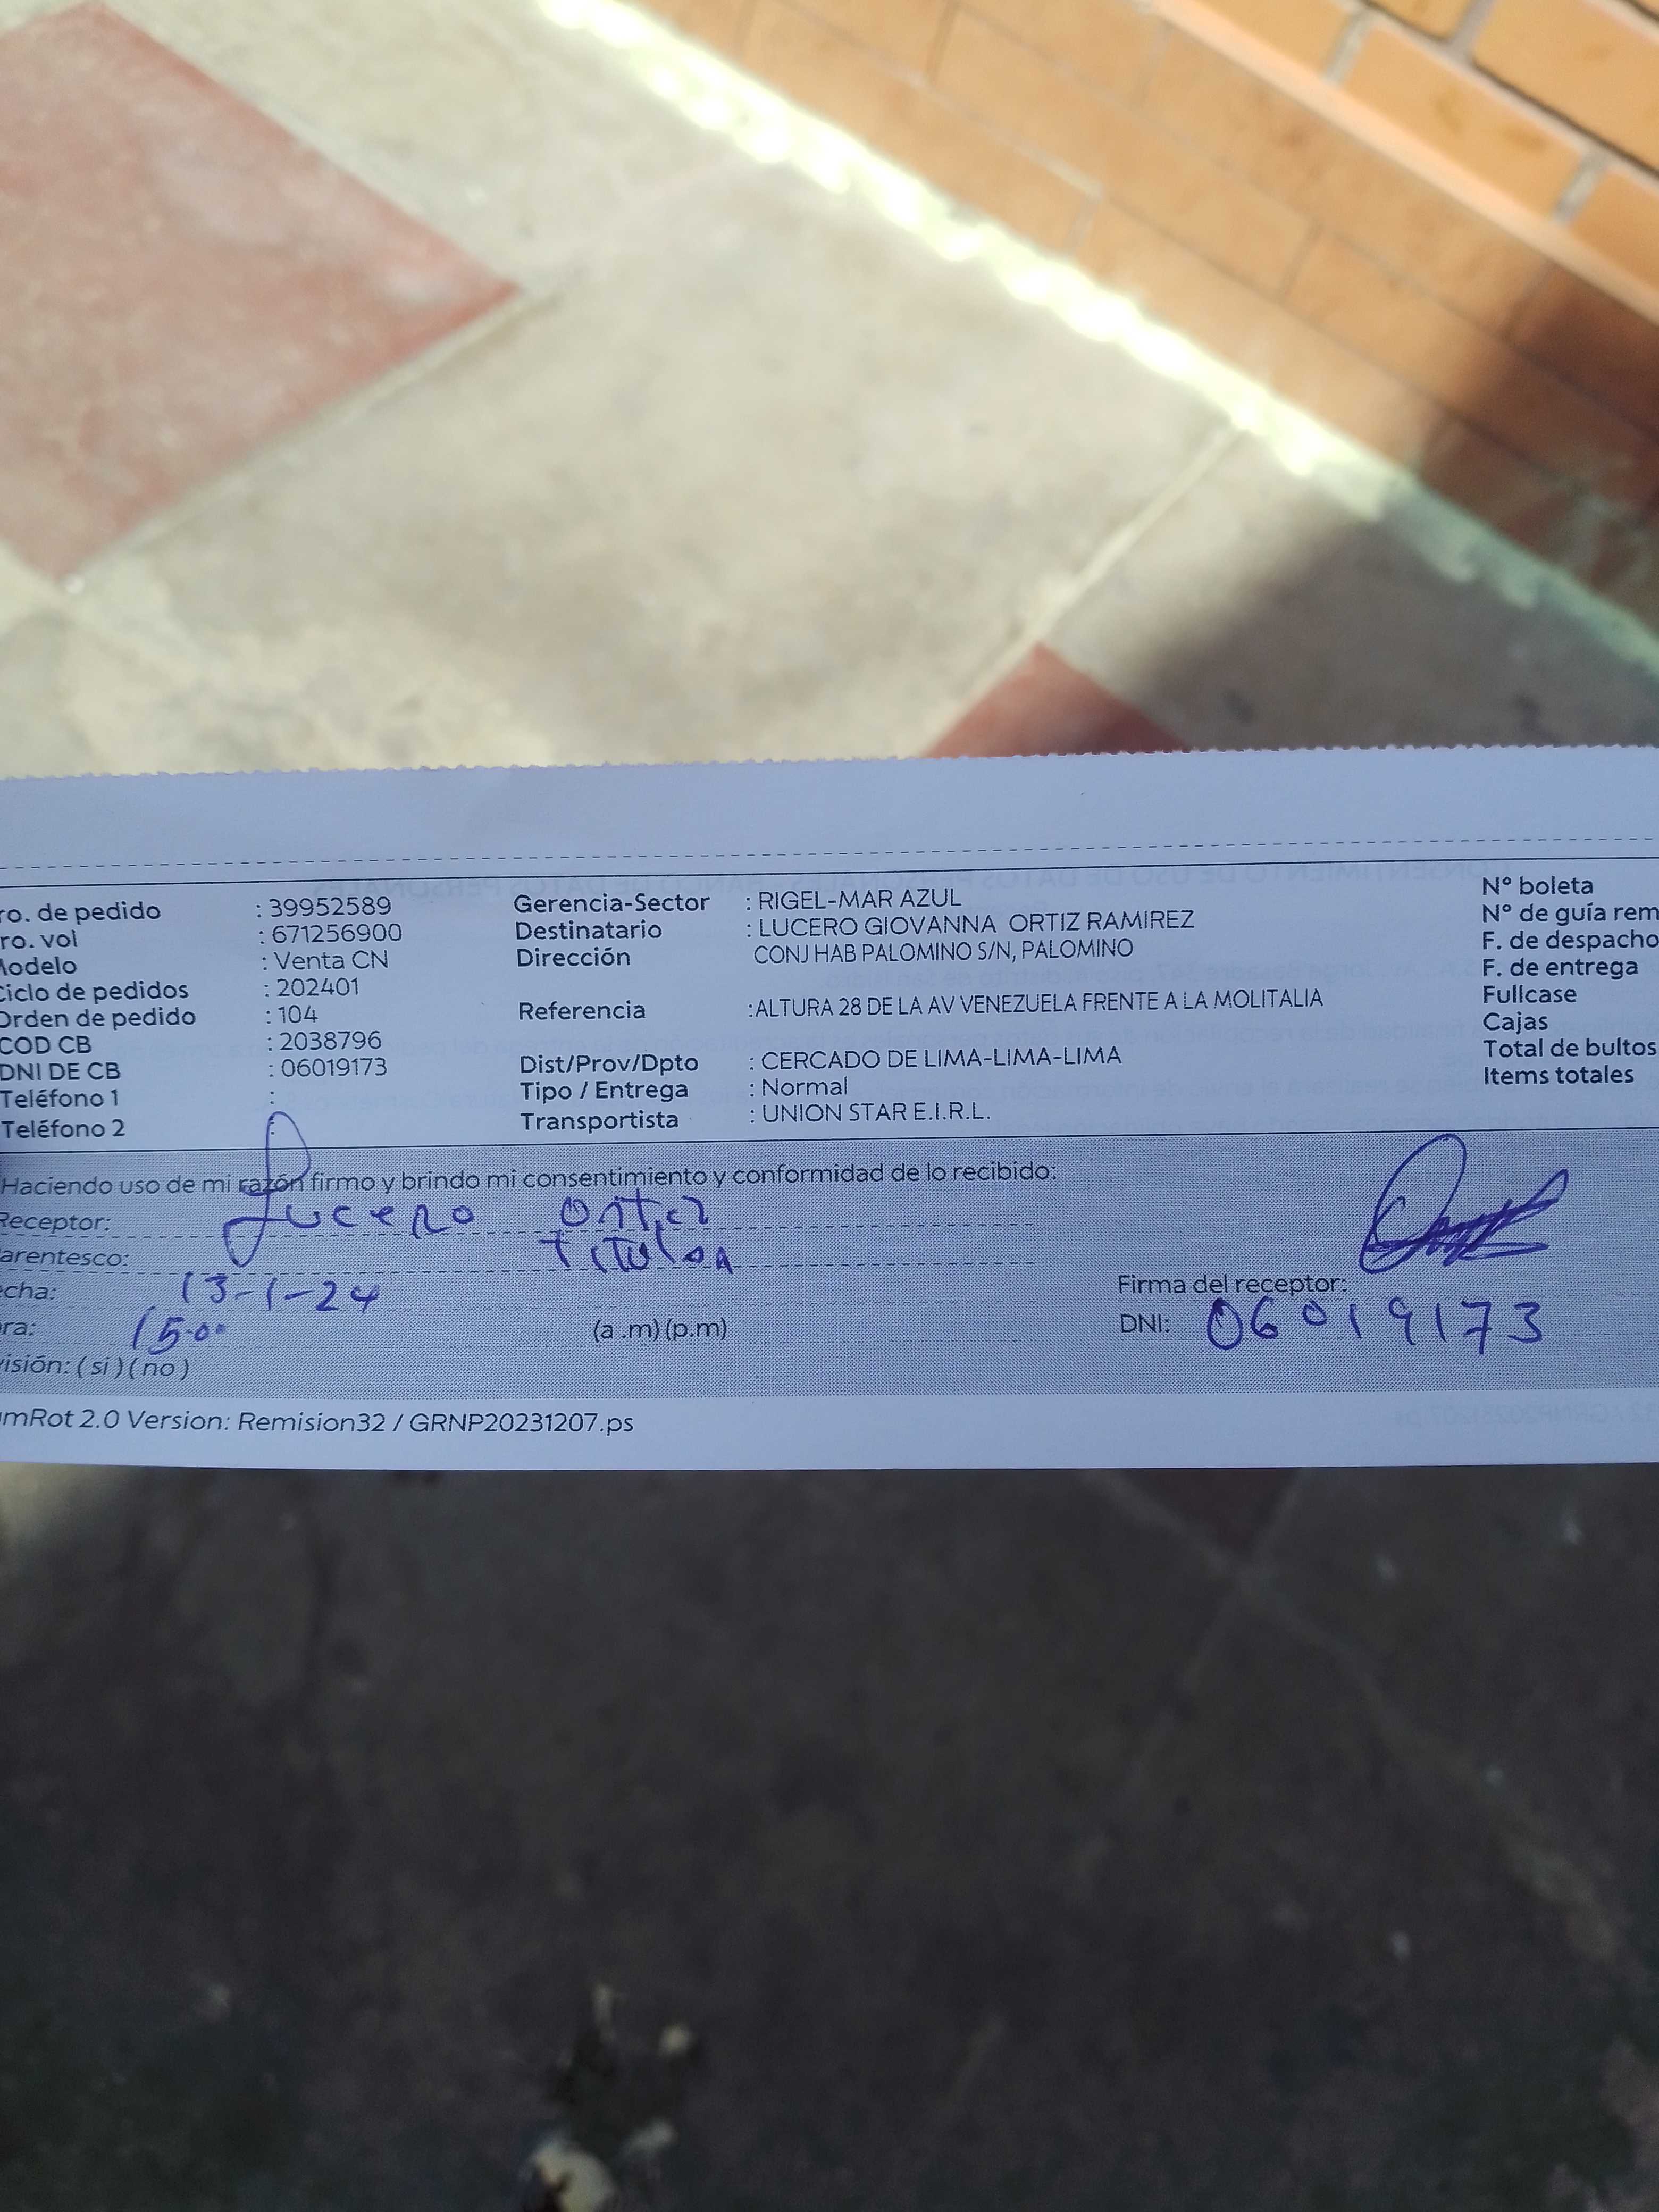 ro. de pedido : 39952589 Gerencia-Sector : RIGEL-MAR AZUL N° boleta
ro. vol : 671256900 Destinatario : LUCERO GIOVANNA ORTIZ RAMIREZ N° de guía rem
Modelo : Venta CN Dirección CONJ HAB PALOMINO S/N, PALOMINO F. de despacho
Ciclo de pedidos : 202401 F. de entrega
Orden de pedido : 104 Referencia :ALTURA 28 DE LA AV VENEZUELA FRENTE A LA MOLITALIA Fullcase
COD CB : 2038796 Cajas
DNI DE CB : 06019173 Dist/Prov/Dpto : CERCADO DE LIMA-LIMA-LIMA Total de bultos
Teléfono 1 : Tipo / Entrega : Normal Items totales
Teléfono 2 : Transportista : UNION STAR E.I.R.L.
Haciendo uso de mi razón firmo y brindo mi consentimiento y conformidad de lo recibido:
Receptor: Lucero Ortiz
arentesco: Titular
cha: 13-1-24 Firma del receptor:
ra: 15:00 (a .m) (p.m) DNI: 06019173
isión: ( si ) ( no )
mRot 2.0 Version: Remision32 / GRNP20231207.ps